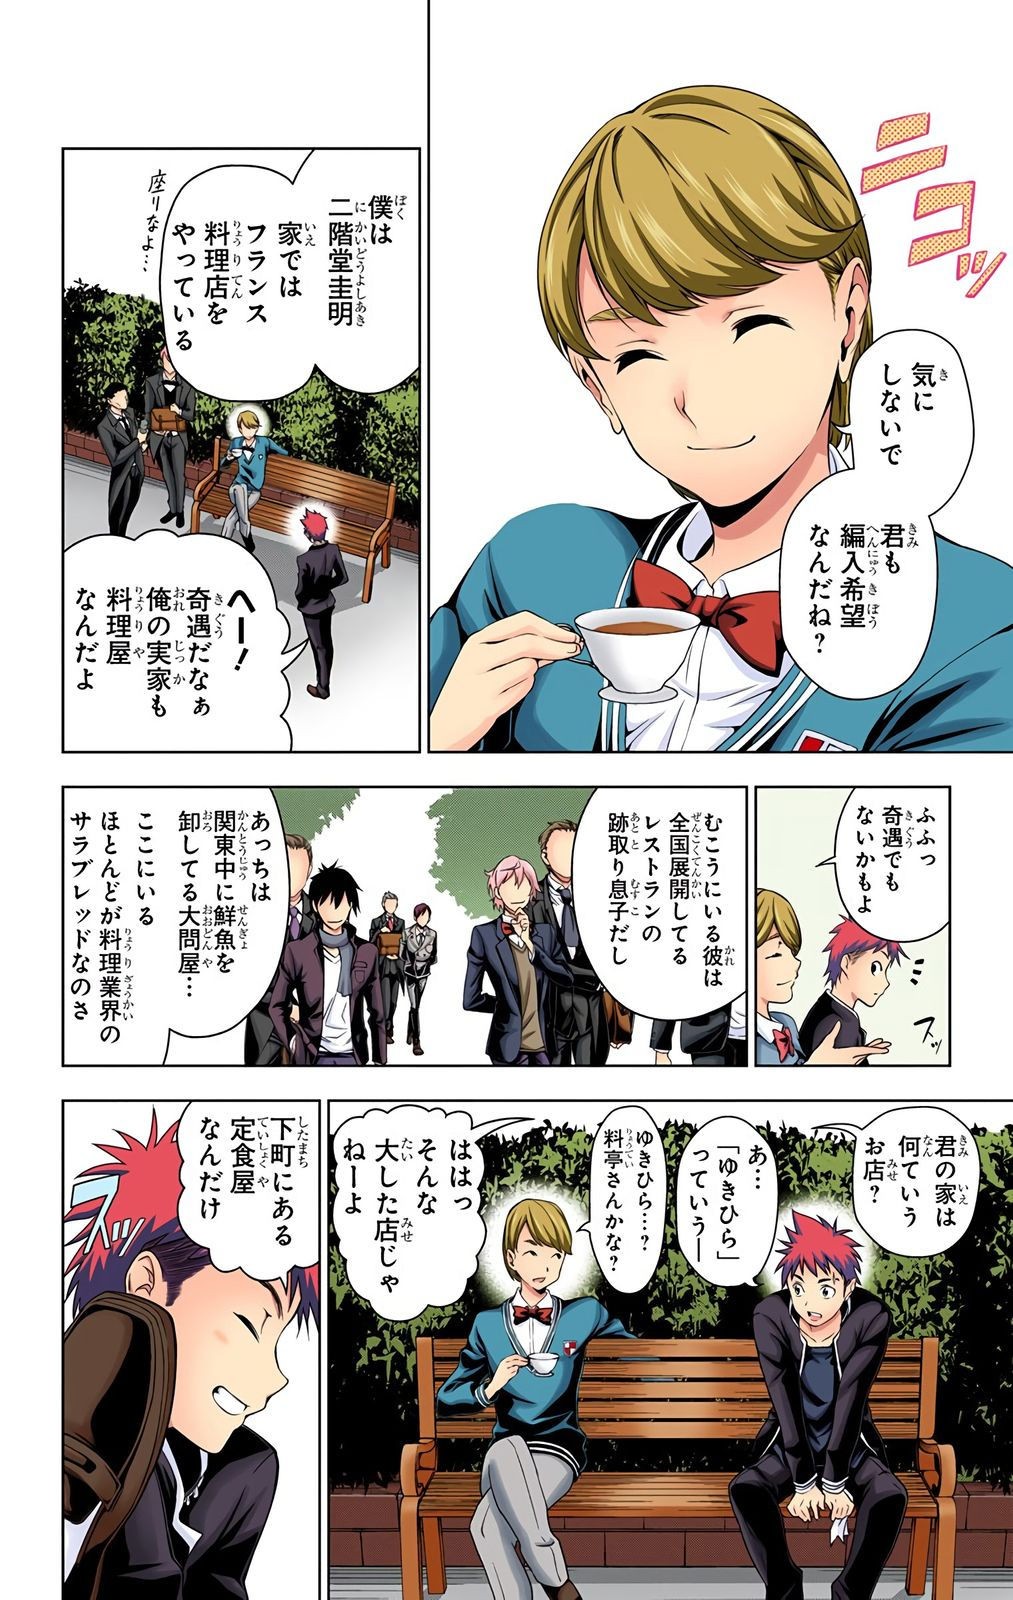 ニコッ
気に
しないで
君も
編入希望
なんだね?
僕は
二階堂圭明
家では
フランス
料理店を
やっている
座りなよ…
へー!
奇遇だなぁ
俺の実家も
料理屋
なんだよ
ふふっ
奇遇でも
ないかもよ
スッ
むこうにいる彼は
全国展開してる
レストランの
跡取り息子だし
あっちは
関東中に鮮魚を
卸してる大問屋…
ここにいる
ほとんどが料理業界の
サラブレッドなのさ
君の家は
何ていう
お店?
あ…
「ゆきひら」
っていう―
ゆきひら…?
料亭さんかな?
ははっ
そんな
大した店じゃ
ねーよ
下町にある
定食屋
なんだけ
ズスッ